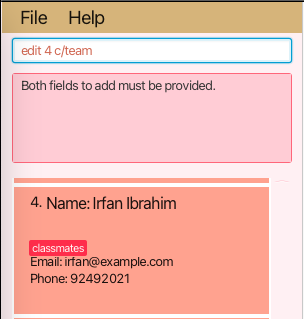 File Help
edit 4 c/team
Both fields to add must be provided.
4. Name: Irfan Ibrahim
classmates
Email: irfan@example.com
Phone: 92492021